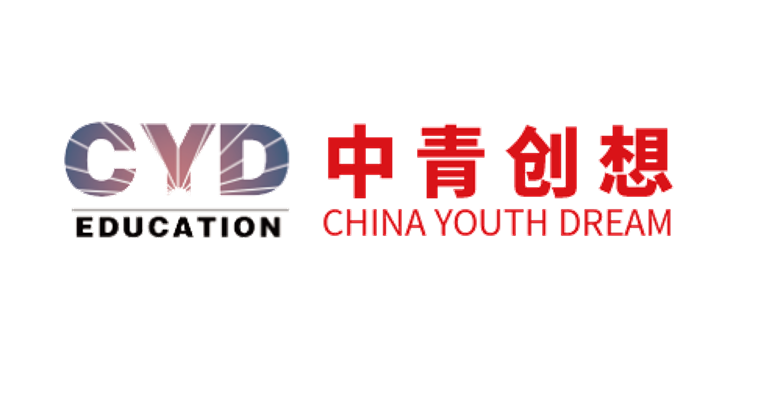 CYD
EDUCATION
中青创想
CHINA YOUTH DREAM